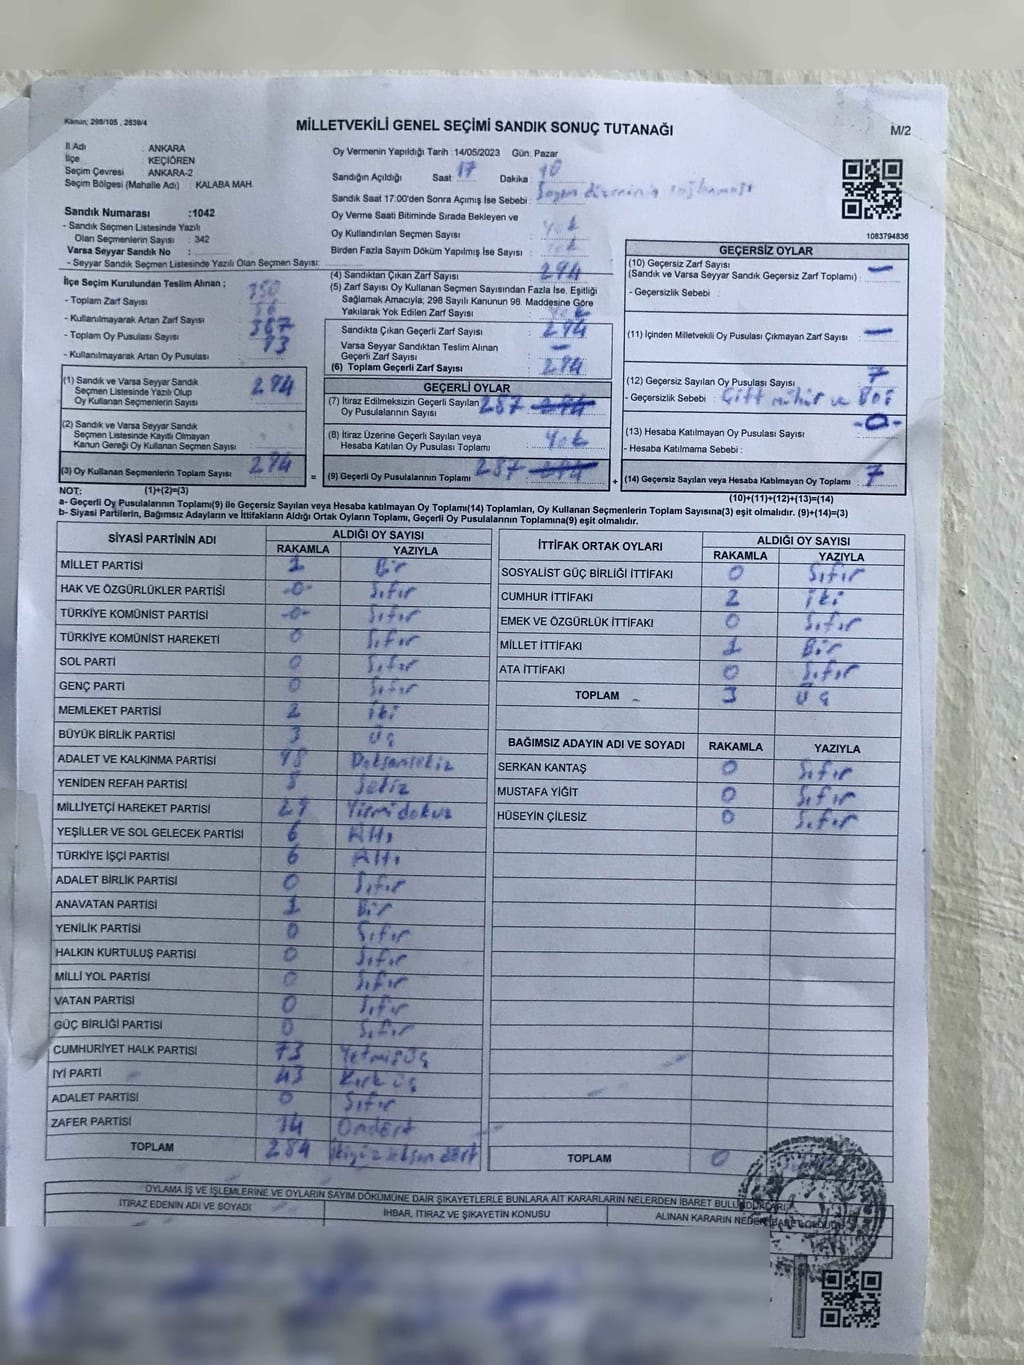 Kanun; 298/105 , 2839/4
MİLLETVEKİLİ GENEL SEÇİMİ SANDIK SONUÇ TUTANAĞI
M/2
İl Adı : ANKARA
İlçe : KEÇİÖREN
Seçim Çevresi : ANKARA-2
Seçim Bölgesi (Mahalle Adı) : KALABA MAH.
Sandık Numarası :1042
- Sandık Seçmen Listesinde Yazılı
Olan Seçmenlerin Sayısı : 342
Varsa Seyyar Sandık No :
- Seyyar Sandık Seçmen Listesinde Yazılı Olan Seçmen Sayısı:
Oy Vermenin Yapıldığı Tarih :14/05/2023 Gün: Pazar
Sandığın Açıldığı Saat 17 Dakika 10
Sandık Saat 17:00'den Sonra Açımış İse Sebebi : Sayım düzeninin sağlanması
Oy Verme Saati Bitiminde Sırada Bekleyen ve
Oy Kullandırılan Seçmen Sayısı : Yok
Birden Fazla Sayım Döküm Yapılmış İse Sayısı : Yok
1083794836
İlçe Seçim Kurulundan Teslim Alınan ;
- Toplam Zarf Sayısı : 350
- Kullanılmayarak Artan Zarf Sayısı : 56
- Toplam Oy Pusulası Sayısı : 367
- Kullanılmayarak Artan Oy Pusulası : 73
(1) Sandık ve Varsa Seyyar Sandık
Seçmen Listesinde Yazılı Olup
Oy Kullanan Seçmenlerin Sayısı : 294
(2) Sandık ve Varsa Seyyar Sandık
Seçmen Listesinde Kayıtlı Olmayan
Kanun Gereği Oy Kullanan Seçmen Sayısı
(3) Oy Kullanan Seçmenlerin Toplam Sayısı 294 =
(1)+(2)=(3)
(4) Sandıktan Çıkan Zarf Sayısı : 294
(5) Zarf Sayısı Oy Kullanan Seçmen Sayısından Fazla İse, Eşitliği
Sağlamak Amacıyla; 298 Sayılı Kanunun 98. Maddesine Göre
Yakılarak Yok Edilen Zarf Sayısı : Yok
Sandıkta Çıkan Geçerli Zarf Sayısı : 294
Varsa Seyyar Sandıktan Teslim Alınan
Geçerli Zarf Sayısı : —
(6) Toplam Geçerli Zarf Sayısı : 294
GEÇERLİ OYLAR
(7) İtiraz Edilmeksizin Geçerli Sayılan
Oy Pusulalarının Sayısı : 287 294
(8) İtiraz Üzerine Geçerli Sayılan veya
Hesaba Katılan Oy Pusulası Toplamı : Yok
(9) Geçerli Oy Pusulalarının Toplamı : 287 294 +
GEÇERSİZ OYLAR
(10) Geçersiz Zarf Sayısı
(Sandık ve Varsa Seyyar Sandık Geçersiz Zarf Toplamı) : —
- Geçersizlik Sebebi :
(11) İçinden Milletvekili Oy Pusulası Çıkmayan Zarf Sayısı : —
(12) Geçersiz Sayılan Oy Pusulası Sayısı : 7
- Geçersizlik Sebebi : Çift mühür ve Boş
(13) Hesaba Katılmayan Oy Pusulası Sayısı : -0-
- Hesaba Katılmama Sebebi :
(14) Geçersiz Sayılan veya Hesaba Katılmayan Oy Toplamı : 7
(10)+(11)+(12)+(13)=(14)
NOT:
a- Geçerli Oy Pusulalarının Toplamı(9) ile Geçersiz Sayılan veya Hesaba katılmayan Oy Toplamı(14) Toplamları, Oy Kullanan Seçmenlerin Toplam Sayısına(3) eşit olmalıdır. (9)+(14)=(3)
b- Siyasi Partilerin, Bağımsız Adayların ve İttifakların Aldığı Ortak Oyların Toplamı, Geçerli Oy Pusulalarının Toplamına(9) eşit olmalıdır.
SİYASİ PARTİNİN ADI ALDIĞI OY SAYISI
RAKAMLA YAZIYLA
MİLLET PARTİSİ 1 Bir
HAK VE ÖZGÜRLÜKLER PARTİSİ -0- Sıfır
TÜRKİYE KOMÜNİST PARTİSİ -0- Sıfır
TÜRKİYE KOMÜNİST HAREKETİ 0 Sıfır
SOL PARTİ 0 Sıfır
GENÇ PARTİ 0 Sıfır
MEMLEKET PARTİSİ 2 İki
BÜYÜK BİRLİK PARTİSİ 3 Üç
ADALET VE KALKINMA PARTİSİ 98 Doksansekiz
YENİDEN REFAH PARTİSİ 8 Sekiz
MİLLİYETÇİ HAREKET PARTİSİ 29 Yirmidokuz
YEŞİLLER VE SOL GELECEK PARTİSİ 6 Altı
TÜRKİYE İŞÇİ PARTİSİ 6 Altı
ADALET BİRLİK PARTİSİ 0 Sıfır
ANAVATAN PARTİSİ 1 Bir
YENİLİK PARTİSİ 0 Sıfır
HALKIN KURTULUŞ PARTİSİ 0 Sıfır
MİLLİ YOL PARTİSİ 0 Sıfır
VATAN PARTİSİ 0 Sıfır
GÜÇ BİRLİĞİ PARTİSİ 0 Sıfır
CUMHURİYET HALK PARTİSİ 73 Yetmişüç
İYİ PARTİ 43 Kırküç
ADALET PARTİSİ 0 Sıfır
ZAFER PARTİSİ 14 Ondört
TOPLAM 284 İkiyüzseksendört
İTTİFAK ORTAK OYLARI ALDIĞI OY SAYISI
RAKAMLA YAZIYLA
SOSYALİST GÜÇ BİRLİĞİ İTTİFAKI 0 Sıfır
CUMHUR İTTİFAKI 2 İki
EMEK VE ÖZGÜRLÜK İTTİFAKI 0 Sıfır
MİLLET İTTİFAKI 1 Bir
ATA İTTİFAKI 0 Sıfır
TOPLAM 3 Üç
BAĞIMSIZ ADAYIN ADI VE SOYADI RAKAMLA YAZIYLA
SERKAN KANTAŞ 0 Sıfır
MUSTAFA YİĞİT 0 Sıfır
HÜSEYİN ÇİLESİZ 0 Sıfır
TOPLAM 0
OYLAMA İŞ VE İŞLEMLERİNE VE OYLARIN SAYIM DÖKÜMÜNE DAİR ŞİKAYETLERLE BUNLARA AİT KARARLARIN NELERDEN İBARET BULUNDUKLARI
İTİRAZ EDENİN ADI VE SOYADI
İHBAR, İTİRAZ VE ŞİKAYETİN KONUSU
ALINAN KARARIN NEDEN İBARET OLDUĞU